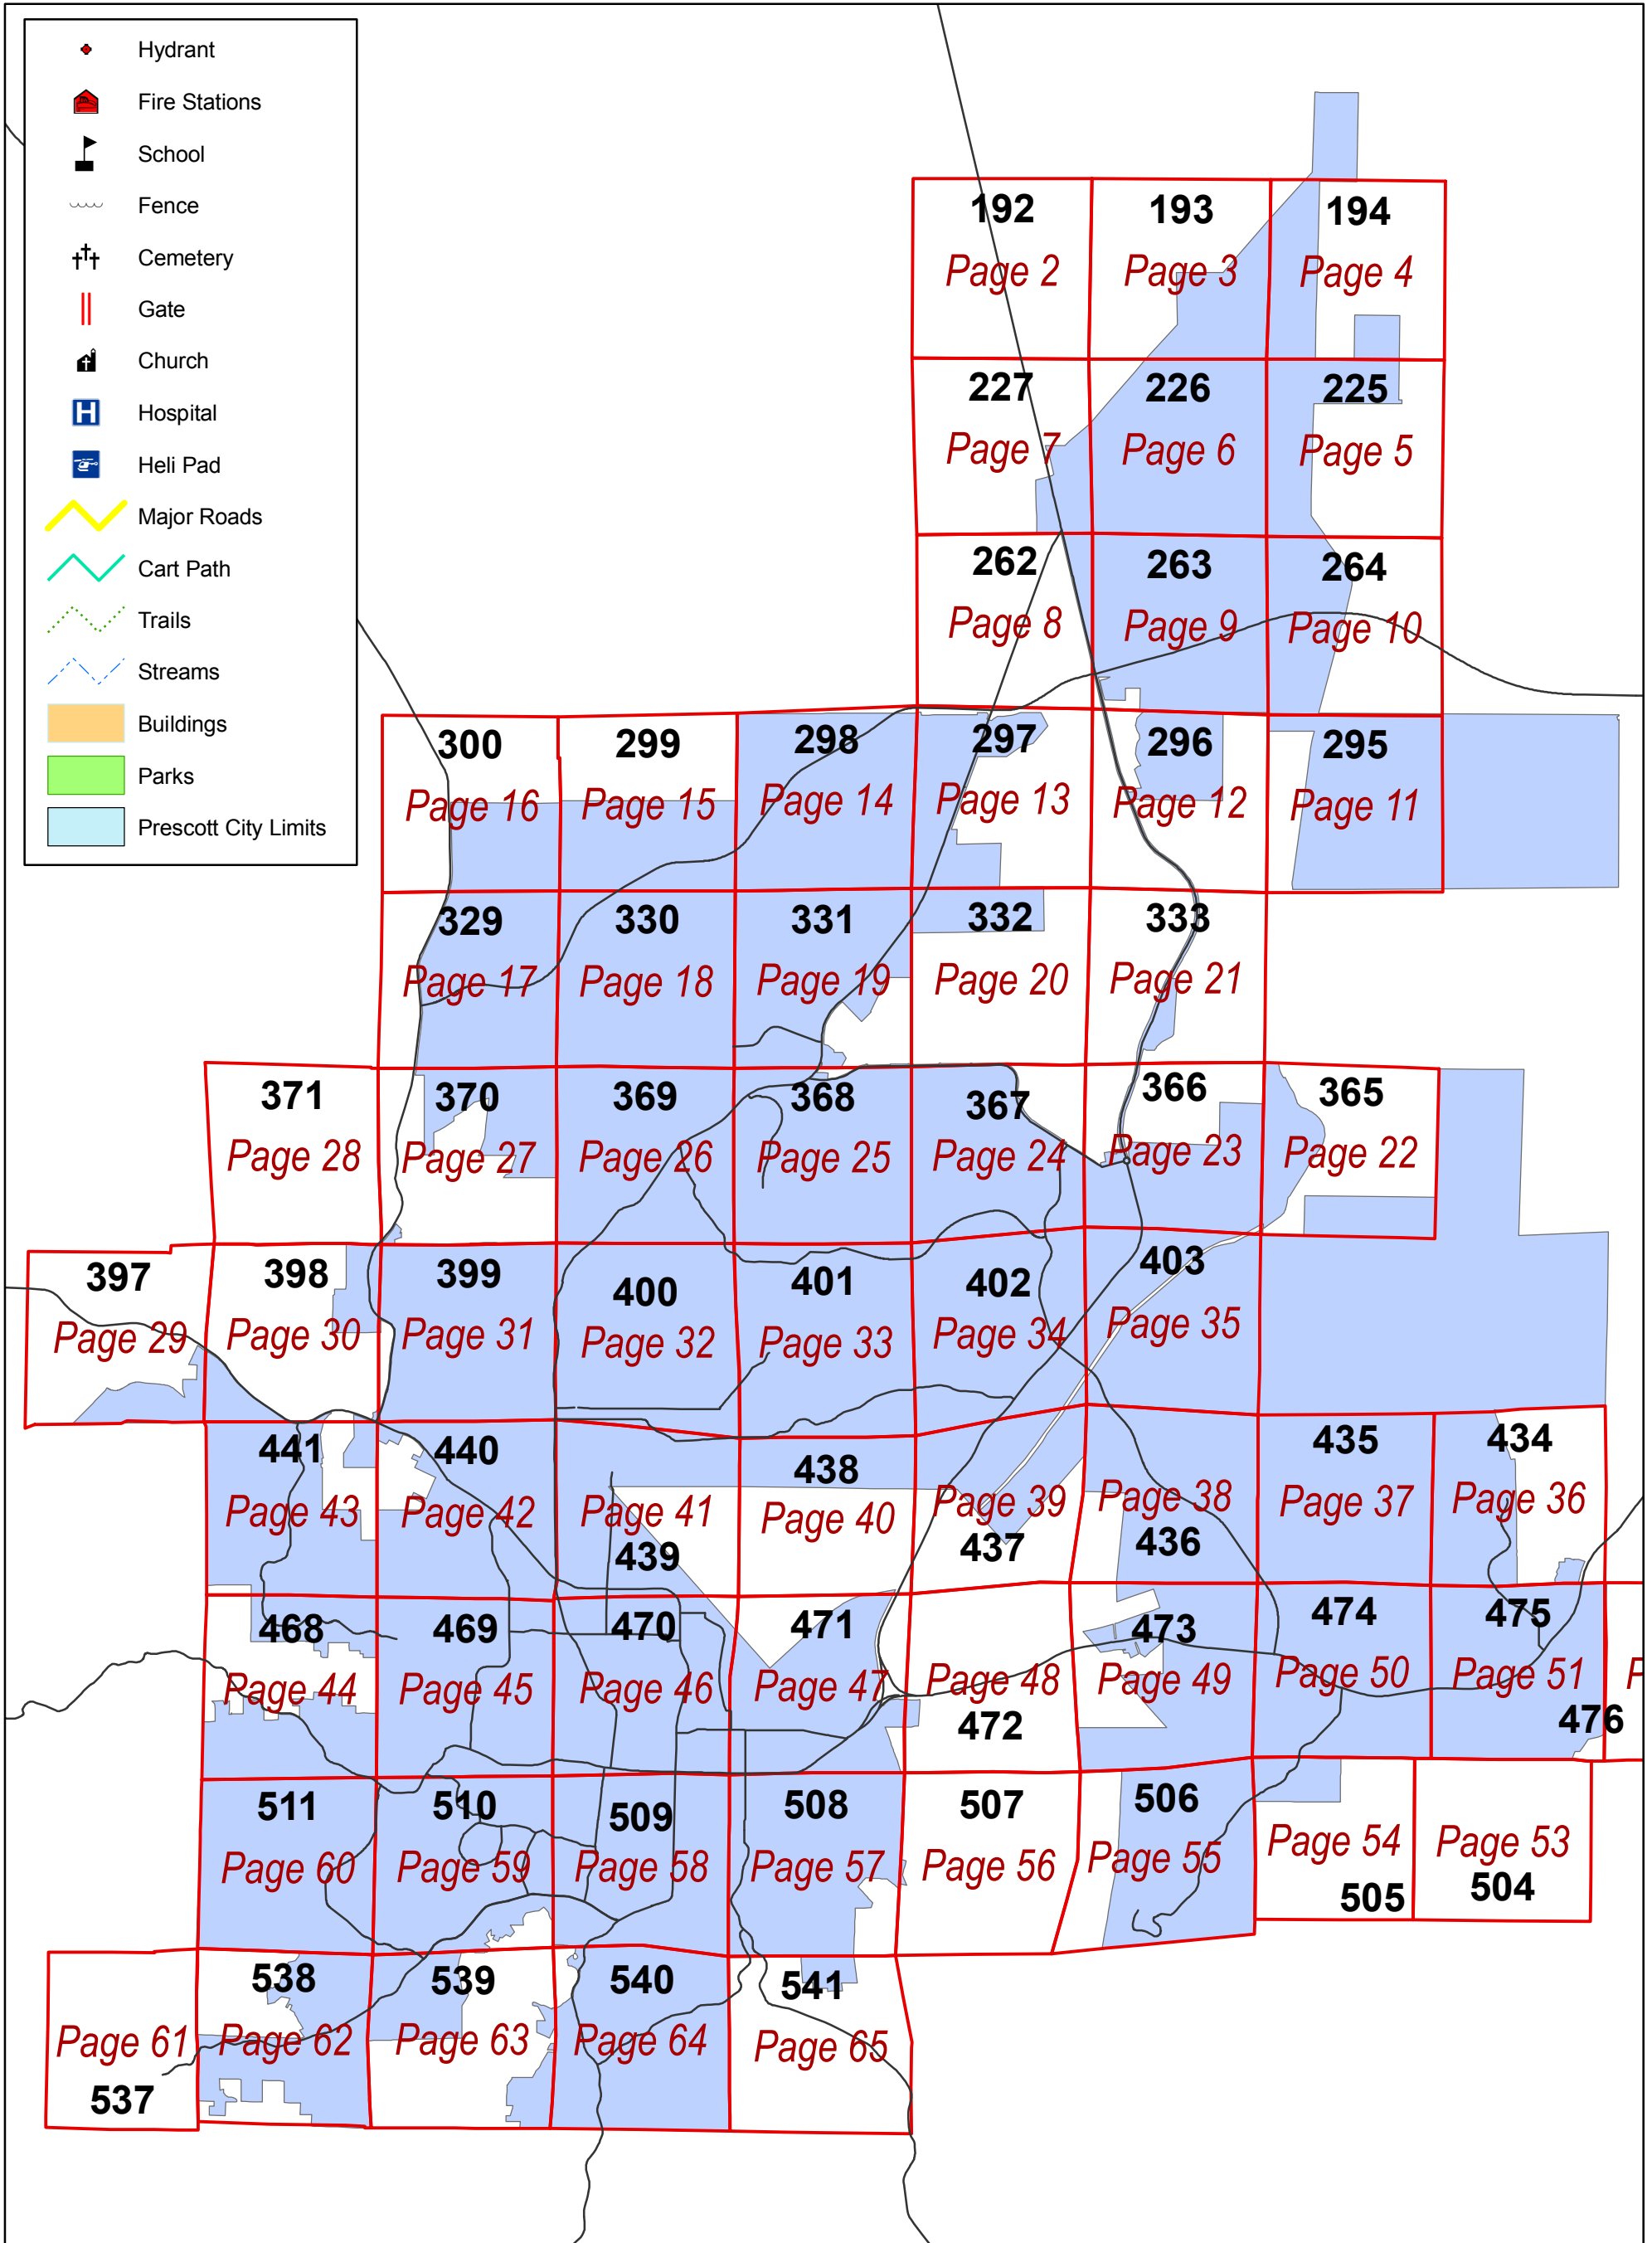 Hydrant
Fire Stations
School
Fence
Cemetery
Gate
Church
Hospital
Heli Pad
Major Roads
Cart Path
Trails
Streams
Buildings
Parks
Prescott City Limits
192 193 194
Page 2 Page 3 Page 4
227 226 225
Page 7 Page 6 Page 5
262 263 264
Page 8 Page 9 Page 10
300 299 298 297 296 295
Page 16 Page 15 Page 14 Page 13 Page 12 Page 11
329 330 331 332 333
Page 17 Page 18 Page 19 Page 20 Page 21
371 370 369 368 367 366 365
Page 28 Page 27 Page 26 Page 25 Page 24 Page 23 Page 22
397 398 399 400 401 402 403
Page 29 Page 30 Page 31 Page 32 Page 33 Page 34 Page 35
441 440 438 435 434
Page 43 Page 42 Page 41 Page 40 Page 39 Page 38 Page 37 Page 36
439 437 436
468 469 470 471 473 474 475
Page 44 Page 45 Page 46 Page 47 Page 48 Page 49 Page 50 Page 51 P
472 476
511 510 509 508 507 506
Page 60 Page 59 Page 58 Page 57 Page 56 Page 55 Page 54 Page 53
505 504
538 539 540 541
Page 61 Page 62 Page 63 Page 64 Page 65
537